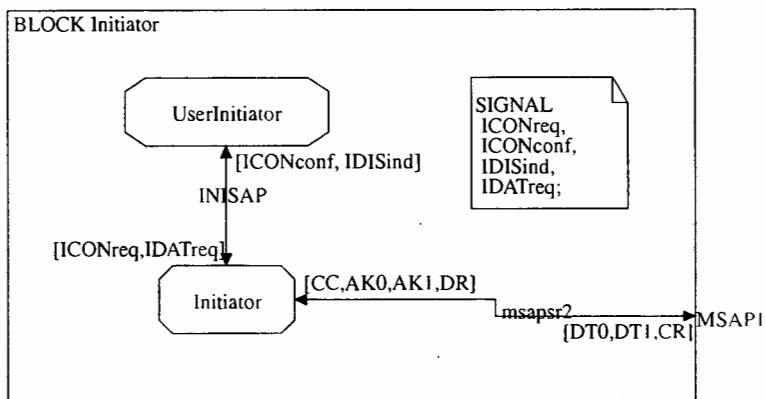 BLOCK Initiator
UserInitiator
SIGNAL
ICONreq,
ICONconf,
IDISind,
IDATreq;
[ICONconf, IDISind]
INISAP
[ICONreq,IDATreq]
Initiator
[CC,AK0,AK1,DR]
msapsr2
MSAP1
[DT0,DT1,CR]